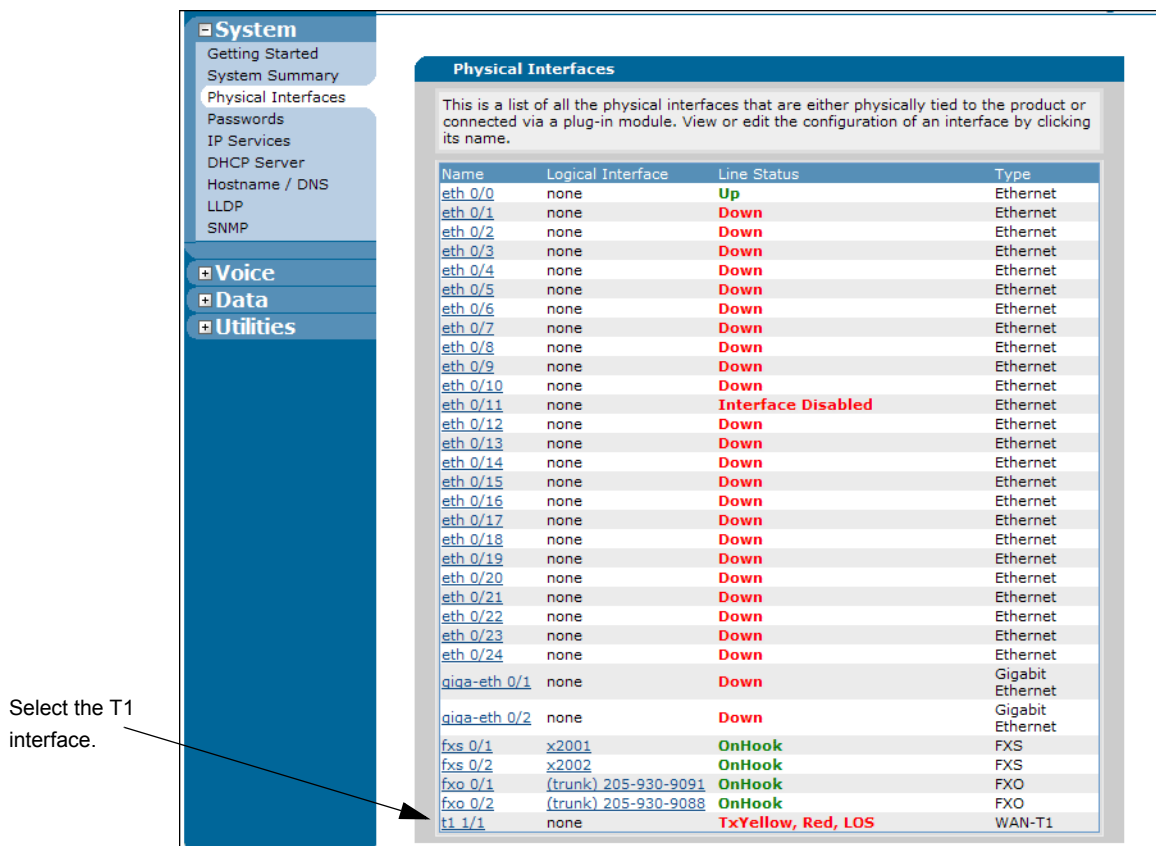 System
Getting Started
System Summary
Physical Interfaces
Passwords
IP Services
DHCP Server
Hostname / DNS
LLDP
SNMP
Voice
Data
Utilities
Select the T1
interface.
Physical Interfaces
This is a list of all the physical interfaces that are either physically tied to the product or
connected via a plug-in module. View or edit the configuration of an interface by clicking
its name.
Name Logical Interface Line Status Type
eth 0/0 none Up Ethernet
eth 0/1 none Down Ethernet
eth 0/2 none Down Ethernet
eth 0/3 none Down Ethernet
eth 0/4 none Down Ethernet
eth 0/5 none Down Ethernet
eth 0/6 none Down Ethernet
eth 0/7 none Down Ethernet
eth 0/8 none Down Ethernet
eth 0/9 none Down Ethernet
eth 0/10 none Down Ethernet
eth 0/11 none Interface Disabled Ethernet
eth 0/12 none Down Ethernet
eth 0/13 none Down Ethernet
eth 0/14 none Down Ethernet
eth 0/15 none Down Ethernet
eth 0/16 none Down Ethernet
eth 0/17 none Down Ethernet
eth 0/18 none Down Ethernet
eth 0/19 none Down Ethernet
eth 0/20 none Down Ethernet
eth 0/21 none Down Ethernet
eth 0/22 none Down Ethernet
eth 0/23 none Down Ethernet
eth 0/24 none Down Ethernet
giga-eth 0/1 none Down Gigabit
Ethernet
giga-eth 0/2 none Down Gigabit
Ethernet
fxs 0/1 x2001 OnHook FXS
fxs 0/2 x2002 OnHook FXS
fxo 0/1 (trunk) 205-930-9091 OnHook FXO
fxo 0/2 (trunk) 205-930-9088 OnHook FXO
t1 1/1 none TxYellow, Red, LOS WAN-T1